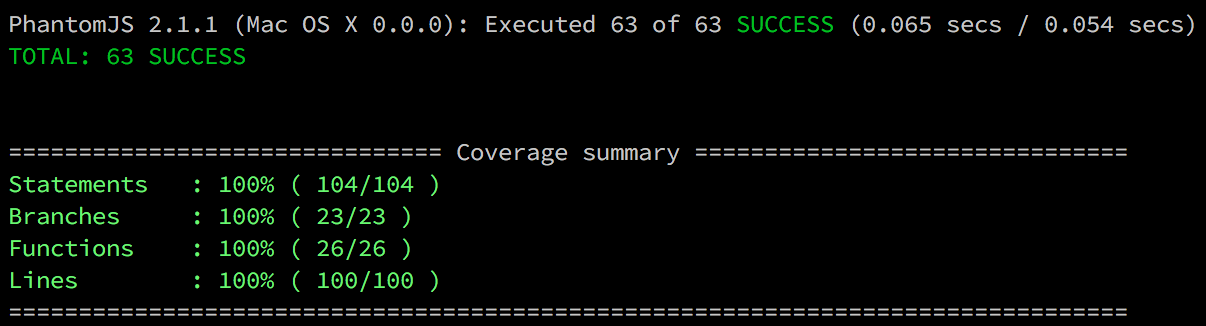 PhantomJS 2.1.1 (Mac OS X 0.0.0): Executed 63 of 63 SUCCESS (0.065 secs / 0.054 secs)
TOTAL: 63 SUCCESS
=============================== Coverage summary ===============================
Statements   : 100% ( 104/104 )
Branches     : 100% ( 23/23 )
Functions    : 100% ( 26/26 )
Lines        : 100% ( 100/100 )
================================================================================